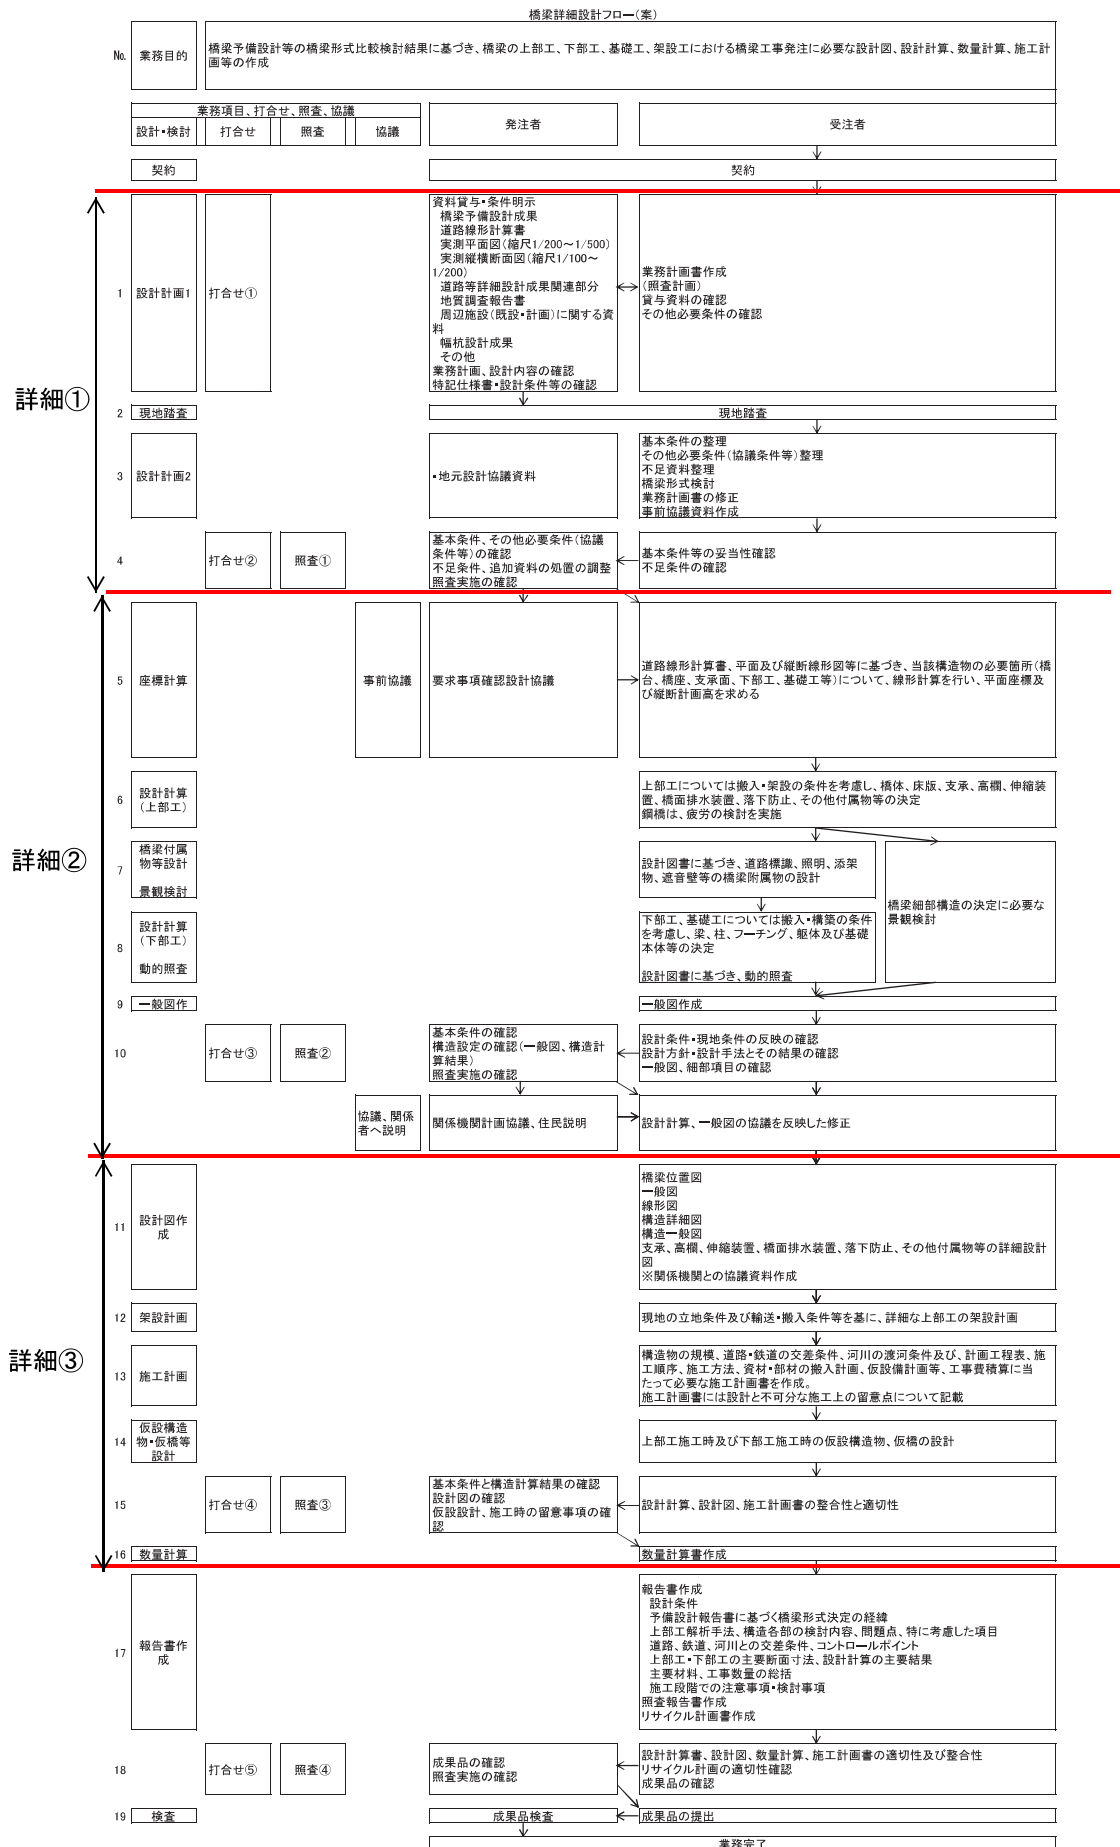 橋梁詳細設計フロー（案）
No.
業務目的
橋梁予備設計等の橋梁形式比較検討結果に基づき、橋梁の上部工、下部工、基礎工、架設工における橋梁工事発注に必要な設計図、設計計算、数量計算、施工計
画等の作成
業務項目、打合せ、照査、協議
設計・検討
打合せ
照査
協議
発注者
受注者
契約
契約
詳細①
1
設計計画1
打合せ①
資料貸与・条件明示
橋梁予備設計成果
道路線形計算書
実測平面図（縮尺1/200～1/500）
実測縦横断面図（縮尺1/100～
1/200）
道路等詳細設計成果関連部分
地質調査報告書
周辺施設（既設・計画）に関する資
料
幅杭設計成果
その他
業務計画、設計内容の確認
特記仕様書・設計条件等の確認
業務計画書作成
（照査計画）
貸与資料の確認
その他必要条件の確認
2
現地踏査
現地踏査
3
設計計画2
・地元設計協議資料
基本条件の整理
その他必要条件（協議条件等）整理
不足資料整理
橋梁形式検討
業務計画書の修正
事前協議資料作成
4
打合せ②
照査①
基本条件、その他必要条件（協議
条件等）の確認
不足条件、追加資料の処置の調整
照査実施の確認
基本条件等の妥当性確認
不足条件の確認
詳細②
5
座標計算
事前協議
要求事項確認設計協議
道路線形計算書、平面及び縦断線形図等に基づき、当該構造物の必要箇所（橋
台、橋座、支承面、下部工、基礎工等）について、線形計算を行い、平面座標及
び縦断計画高を求める
6
設計計算
（上部工）
上部工については搬入・架設の条件を考慮し、橋体、床版、支承、高欄、伸縮装
置、橋面排水装置、落下防止、その他付属物等の決定
鋼橋は、疲労の検討を実施
7
橋梁付属
物等設計
景観検討
設計図書に基づき、道路標識、照明、添架
物、遮音壁等の橋梁附属物の設計
橋梁細部構造の決定に必要な
景観検討
8
設計計算
（下部工）
動的照査
下部工、基礎工については搬入・構築の条件
を考慮し、梁、柱、フーチング、躯体及び基礎
本体等の決定
設計図書に基づき、動的照査
9
一般図作
一般図作成
10
打合せ③
照査②
基本条件の確認
構造設定の確認（一般図、構造計
算結果）
照査実施の確認
設計条件・現地条件の反映の確認
設計方針・設計手法とその結果の確認
一般図、細部項目の確認
協議、関係
者へ説明
関係機関計画協議、住民説明
設計計算、一般図の協議を反映した修正
詳細③
11
設計図作
成
橋梁位置図
一般図
線形図
構造詳細図
構造一般図
支承、高欄、伸縮装置、橋面排水装置、落下防止、その他付属物等の詳細設計
図
※関係機関との協議資料作成
12
架設計画
現地の立地条件及び輸送・搬入条件等を基に、詳細な上部工の架設計画
13
施工計画
構造物の規模、道路・鉄道の交差条件、河川の渡河条件及び、計画工程表、施
工順序、施工方法、資材・部材の搬入計画、仮設備計画等、工事費積算に当
たって必要な施工計画書を作成。
施工計画書には設計と不可分な施工上の留意点について記載
14
仮設構造
物・仮橋等
設計
上部工施工時及び下部工施工時の仮設構造物、仮橋の設計
15
打合せ④
照査③
基本条件と構造計算結果の確認
設計図の確認
仮設設計、施工時の留意事項の確
認
設計計算、設計図、施工計画書の整合性と適切性
16
数量計算
数量計算書作成
17
報告書作
成
報告書作成
設計条件
予備設計報告書に基づく橋梁形式決定の経緯
上部工解析手法、構造各部の検討内容、問題点、特に考慮した項目
道路、鉄道、河川との交差条件、コントロールポイント
上部工・下部工の主要断面寸法、設計計算の主要結果
主要材料、工事数量の総括
施工段階での注意事項・検討事項
照査報告書作成
リサイクル計画書作成
18
打合せ⑤
照査④
成果品の確認
照査実施の確認
設計計算書、設計図、数量計算、施工計画書の適切性及び整合性
リサイクル計画の適切性確認
成果品の確認
19
検査
成果品検査
成果品の提出
業務完了